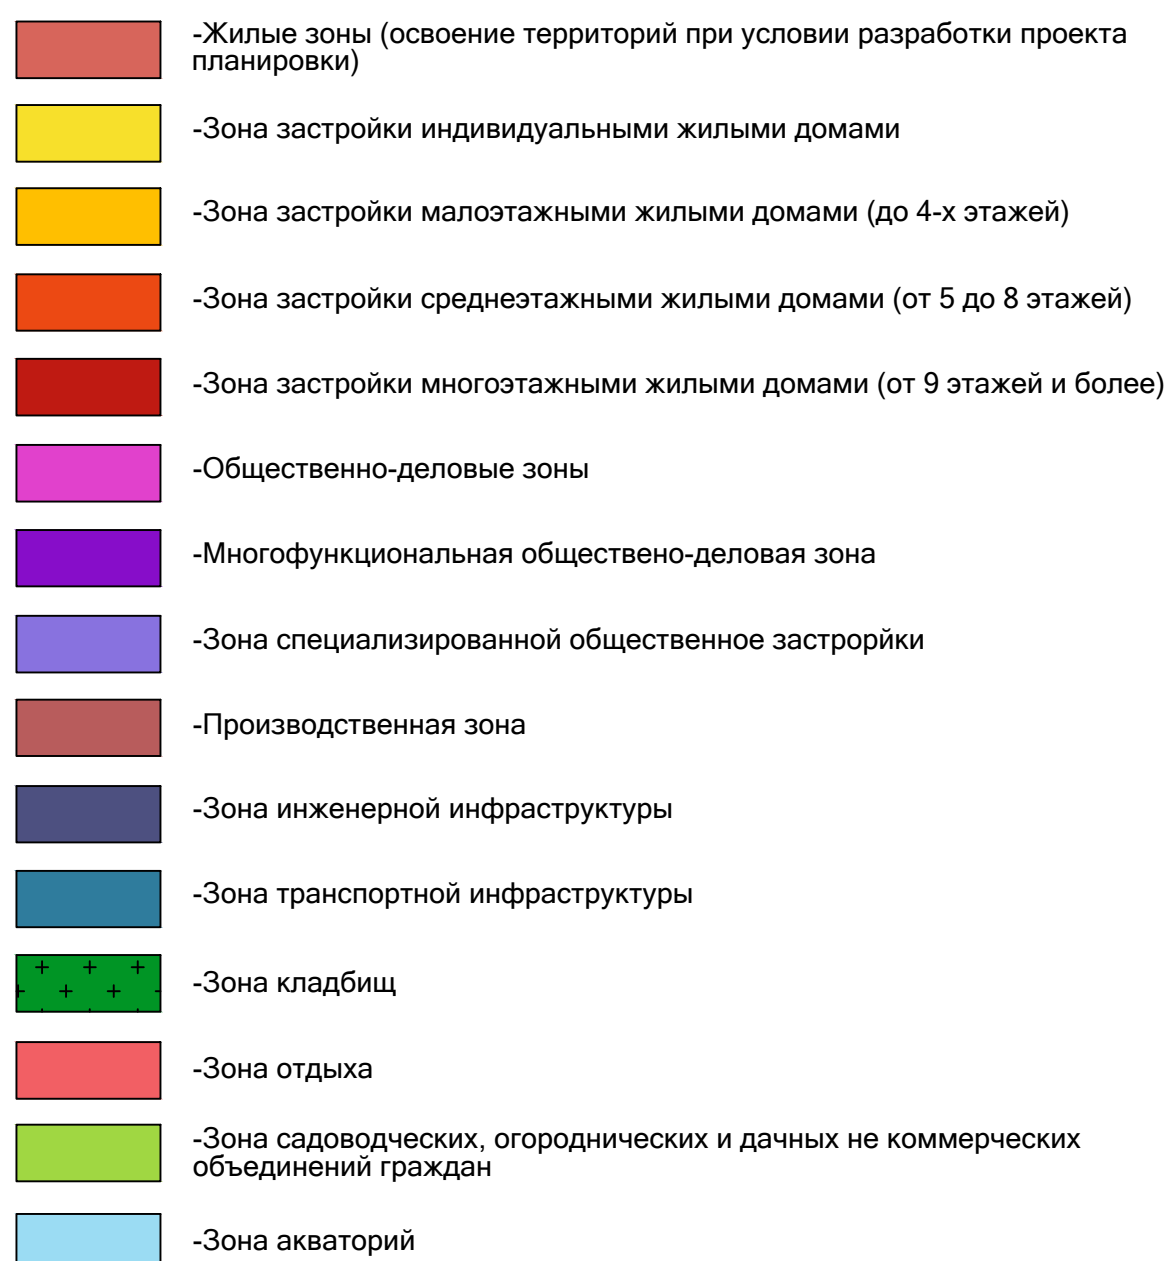 -Жилые зоны (освоение территорий при условии разработки проекта
планировки)
-Зона застройки индивидуальными жилыми домами
-Зона застройки малоэтажными жилыми домами (до 4-х этажей)
-Зона застройки среднеэтажными жилыми домами (от 5 до 8 этажей)
-Зона застройки многоэтажными жилыми домами (от 9 этажей и более)
-Общественно-деловые зоны
-Многофункциональная обществено-деловая зона
-Зона специализированной общественное застрорйки
-Производственная зона
-Зона инженерной инфраструктуры
-Зона транспортной инфраструктуры
-Зона кладбищ
-Зона отдыха
-Зона садоводческих, огороднических и дачных не коммерческих
объединений граждан
-Зона акваторий